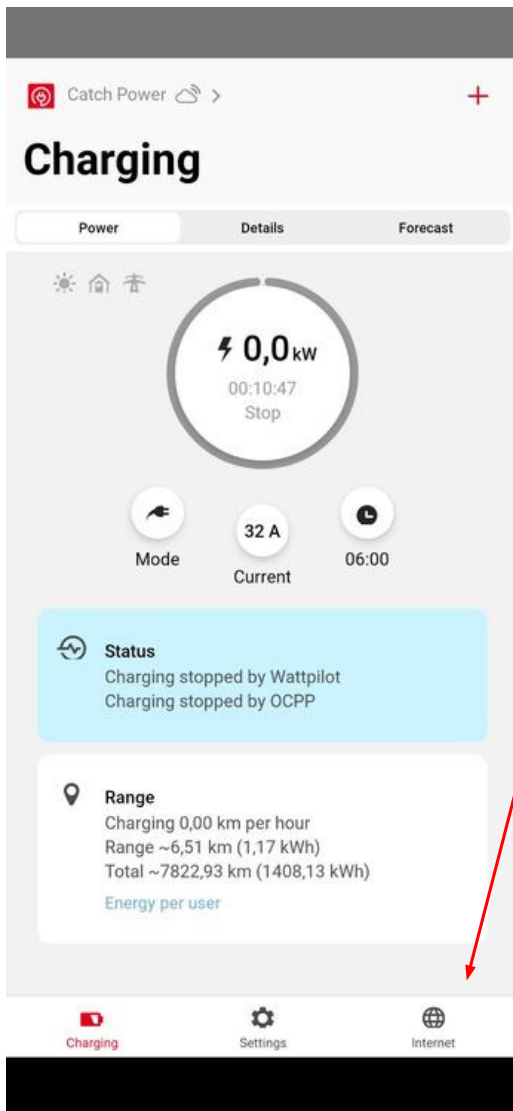 Catch Power
Charging
Power Details Forecast
0,0 kW
00:10:47
Stop
32 A
Mode
Current
06:00
Status
Charging stopped by Wattpilot
Charging stopped by OCPP
Range
Charging 0,00 km per hour
Range ~6,51 km (1,17 kWh)
Total ~7822,93 km (1408,13 kWh)
Energy per user
Charging Settings Internet